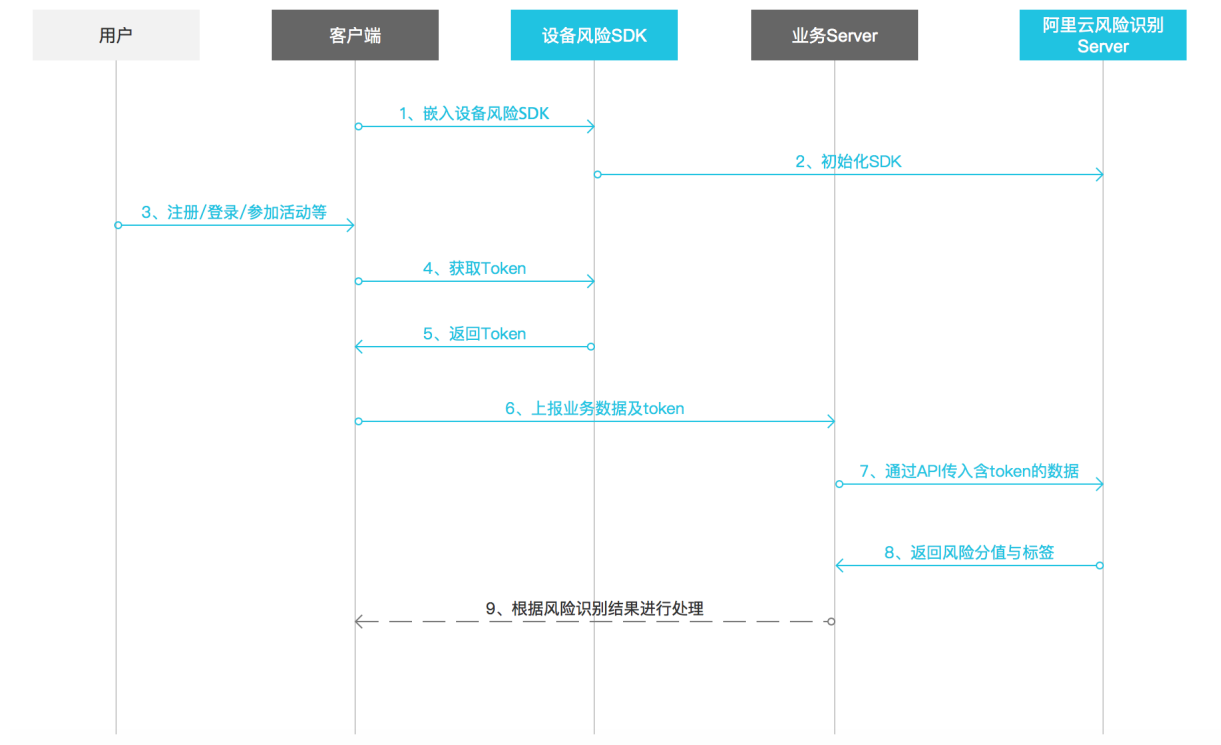 用户
客户端
设备风险SDK
业务Server
阿里云风险识别
Server
1、嵌入设备风险SDK
2、初始化SDK
3、注册/登录/参加活动等
4、获取Token
5、返回Token
6、上报业务数据及token
7、通过API传入含token的数据
8、返回风险分值与标签
9、根据风险识别结果进行处理